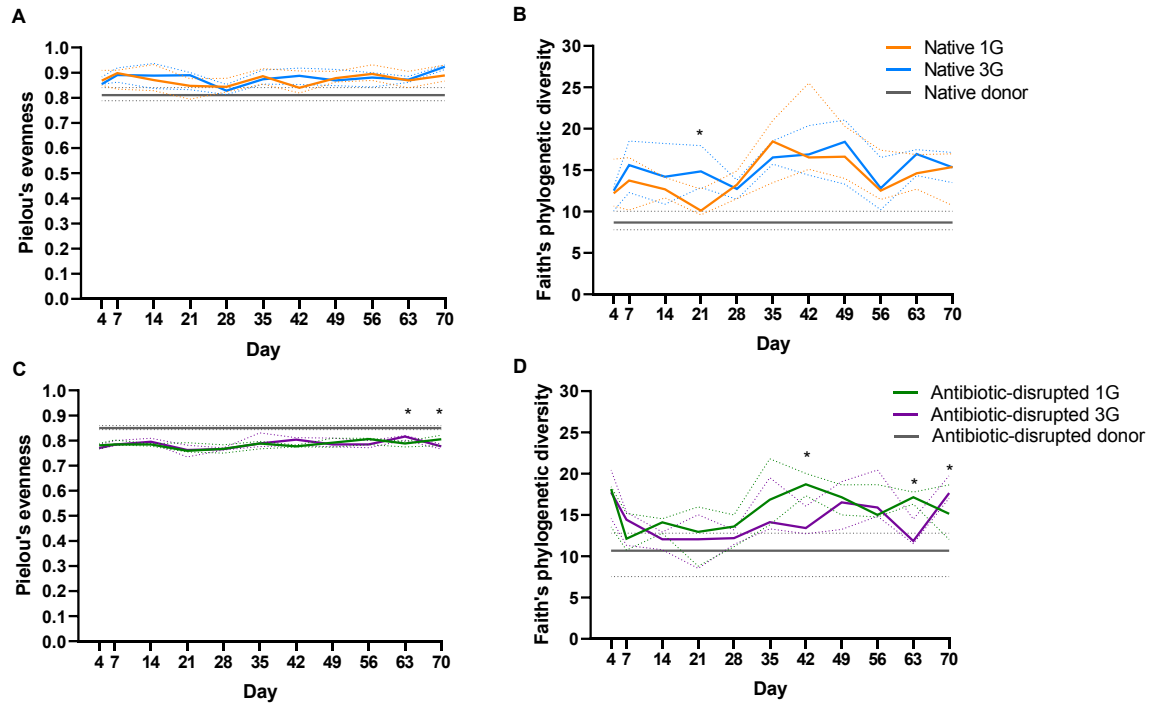 A
1.0
0.9
0.8
0.7
0.6
0.5
0.4
0.3
0.2
0.1
0.0
Pielou's evenness
4 7 14 21 28 35 42 49 56 63 70
Day
B
30
25
20
15
10
5
0
Faith's phylogenetic diversity
*
4 7 14 21 28 35 42 49 56 63 70
Day
Native 1G
Native 3G
Native donor
C
1.0
0.9
0.8
0.7
0.6
0.5
0.4
0.3
0.2
0.1
0.0
Pielou's evenness
* *
4 7 14 21 28 35 42 49 56 63 70
Day
D
30
25
20
15
10
5
0
Faith's phylogenetic diversity
* * *
4 7 14 21 28 35 42 49 56 63 70
Day
Antibiotic-disrupted 1G
Antibiotic-disrupted 3G
Antibiotic-disrupted donor